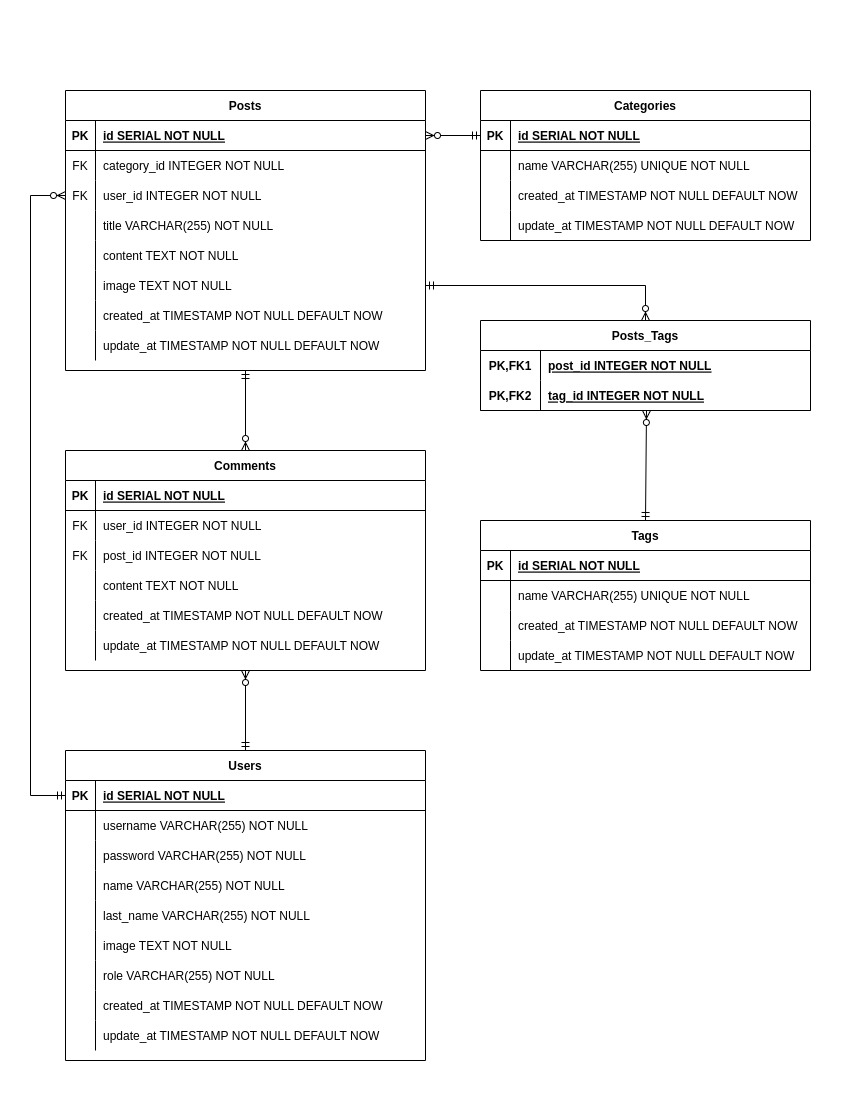 Posts
PK id SERIAL NOT NULL
FK category_id INTEGER NOT NULL
FK user_id INTEGER NOT NULL
title VARCHAR(255) NOT NULL
content TEXT NOT NULL
image TEXT NOT NULL
created_at TIMESTAMP NOT NULL DEFAULT NOW
update_at TIMESTAMP NOT NULL DEFAULT NOW
Categories
PK id SERIAL NOT NULL
name VARCHAR(255) UNIQUE NOT NULL
created_at TIMESTAMP NOT NULL DEFAULT NOW
update_at TIMESTAMP NOT NULL DEFAULT NOW
Posts_Tags
PK,FK1 post_id INTEGER NOT NULL
PK,FK2 tag_id INTEGER NOT NULL
Comments
PK id SERIAL NOT NULL
FK user_id INTEGER NOT NULL
FK post_id INTEGER NOT NULL
content TEXT NOT NULL
created_at TIMESTAMP NOT NULL DEFAULT NOW
update_at TIMESTAMP NOT NULL DEFAULT NOW
Tags
PK id SERIAL NOT NULL
name VARCHAR(255) UNIQUE NOT NULL
created_at TIMESTAMP NOT NULL DEFAULT NOW
update_at TIMESTAMP NOT NULL DEFAULT NOW
Users
PK id SERIAL NOT NULL
username VARCHAR(255) NOT NULL
password VARCHAR(255) NOT NULL
name VARCHAR(255) NOT NULL
last_name VARCHAR(255) NOT NULL
image TEXT NOT NULL
role VARCHAR(255) NOT NULL
created_at TIMESTAMP NOT NULL DEFAULT NOW
update_at TIMESTAMP NOT NULL DEFAULT NOW